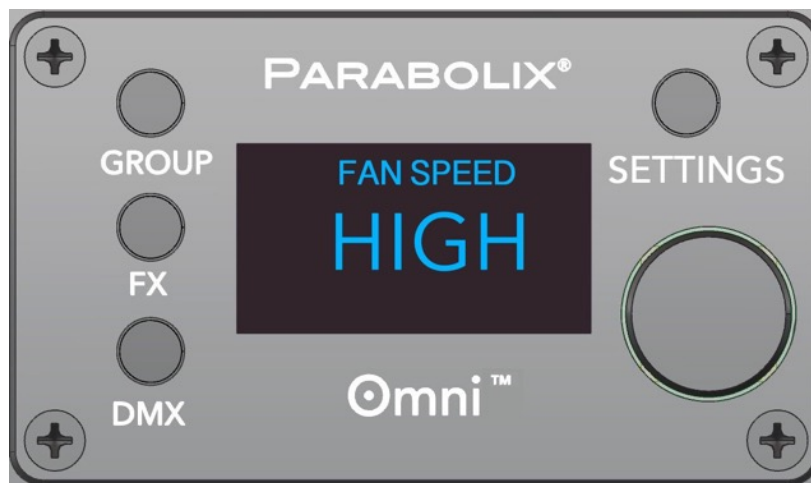 PARABOLIX®
GROUP
FAN SPEED
SETTINGS
HIGH
FX
Omni™
DMX